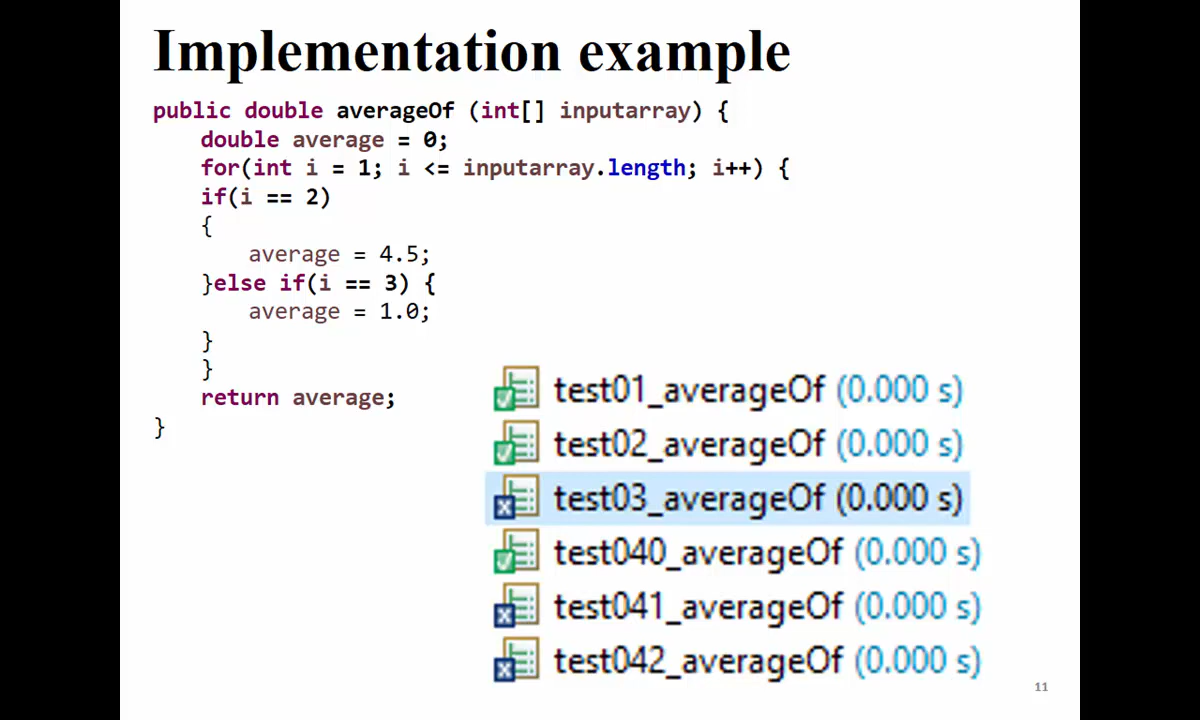 Implementation example
public double averageOf (int[] inputarray) {
double average = 0;
for(int i = 1; i <= inputarray.length; i++) {
if(i == 2)
{
average = 4.5;
}else if(i == 3) {
average = 1.0;
}
}
return average;
}
test01_averageOf (0.000 s)
test02_averageOf (0.000 s)
test03_averageOf (0.000 s)
test040_averageOf (0.000 s)
test041_averageOf (0.000 s)
test042_averageOf (0.000 s)
11